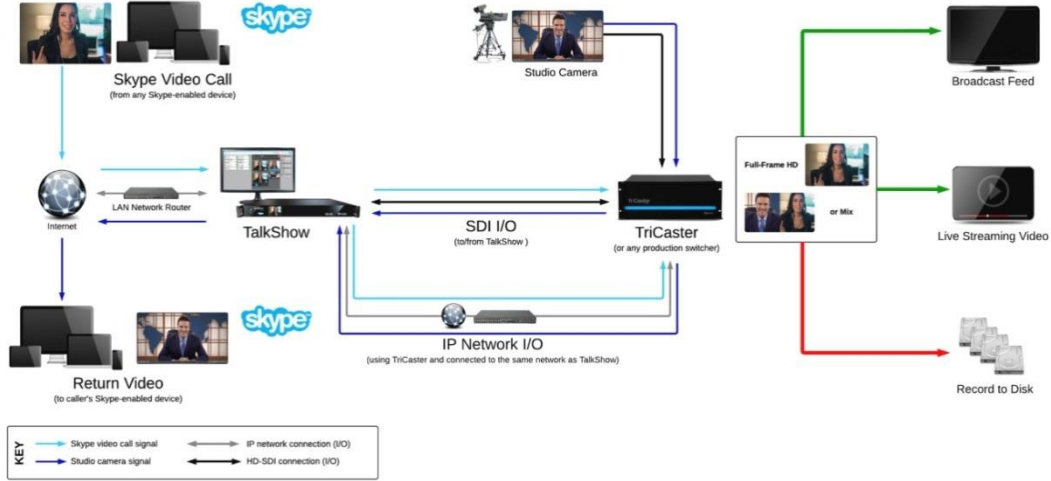 skype
Skype Video Call
(from any Skype-enabled device)
Studio Camera
Broadcast Feed
Full-Frame HD
or Mix
LAN Network Router
Internet
TalkShow
SDI I/O
(to/from TalkShow )
TriCaster
TriCaster
(or any production switcher)
Live Streaming Video
skype
IP Network I/O
(using TriCaster and connected to the same network as TalkShow)
Return Video
(to caller's Skype-enabled device)
Record to Disk
KEY
Skype video call signal
IP network connection (I/O)
Studio camera signal
HD-SDI connection (I/O)